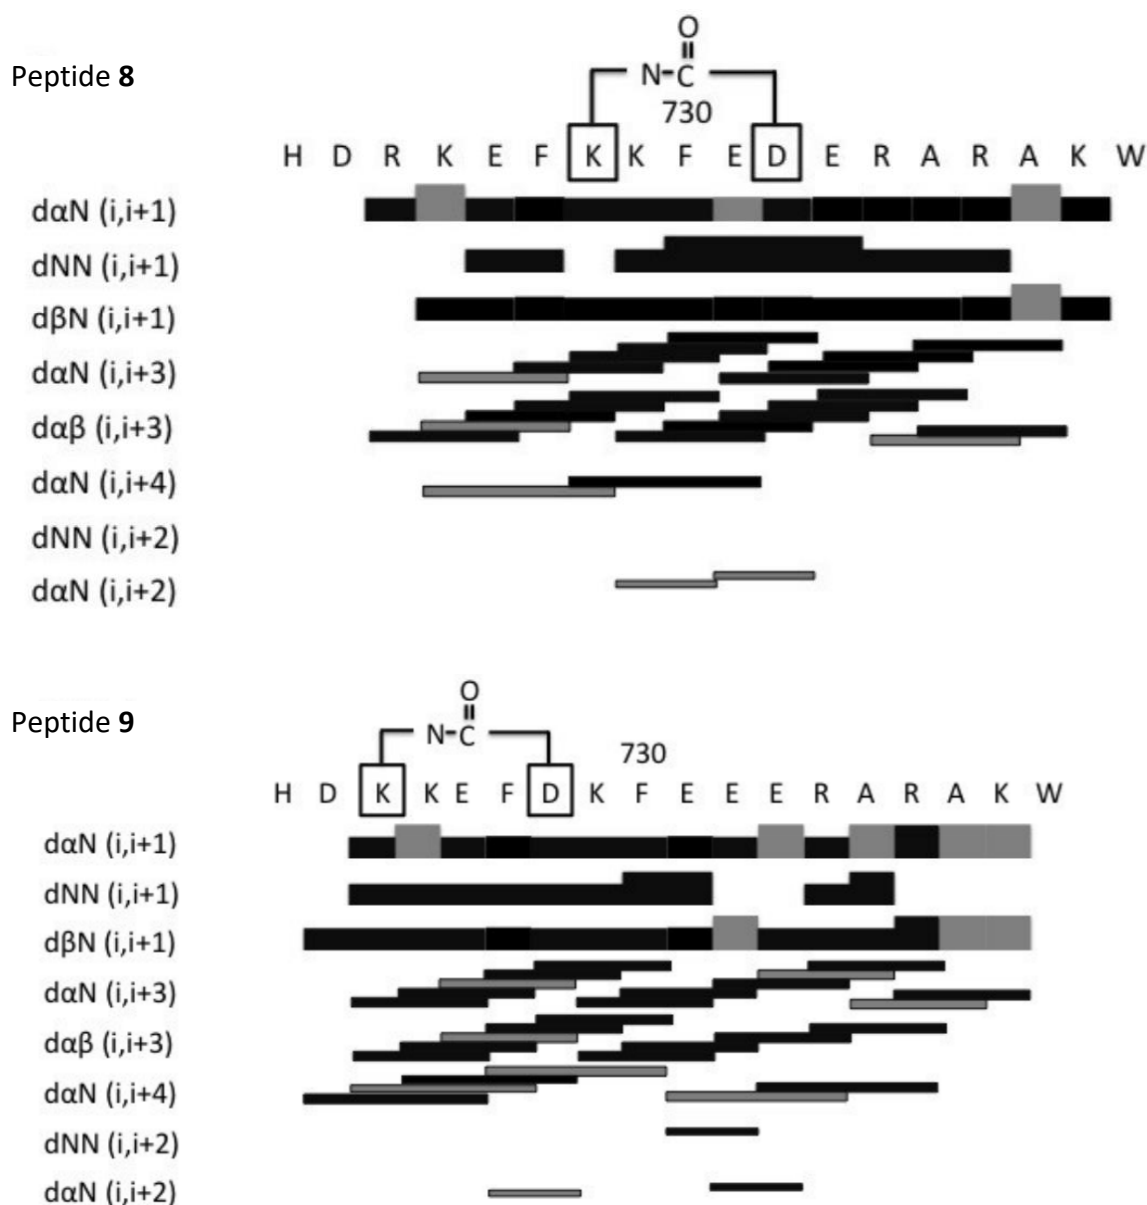 Peptide 8
O
N-C
730
H D R K E F K K F E D E R A R A K W
dαN (i,i+1)
dNN (i,i+1)
dβN (i,i+1)
dαN (i,i+3)
dαβ (i,i+3)
dαN (i,i+4)
dNN (i,i+2)
dαN (i,i+2)
Peptide 9
O
N-C
730
H D K K E F D K F E E E R A R A K W
dαN (i,i+1)
dNN (i,i+1)
dβN (i,i+1)
dαN (i,i+3)
dαβ (i,i+3)
dαN (i,i+4)
dNN (i,i+2)
dαN (i,i+2)